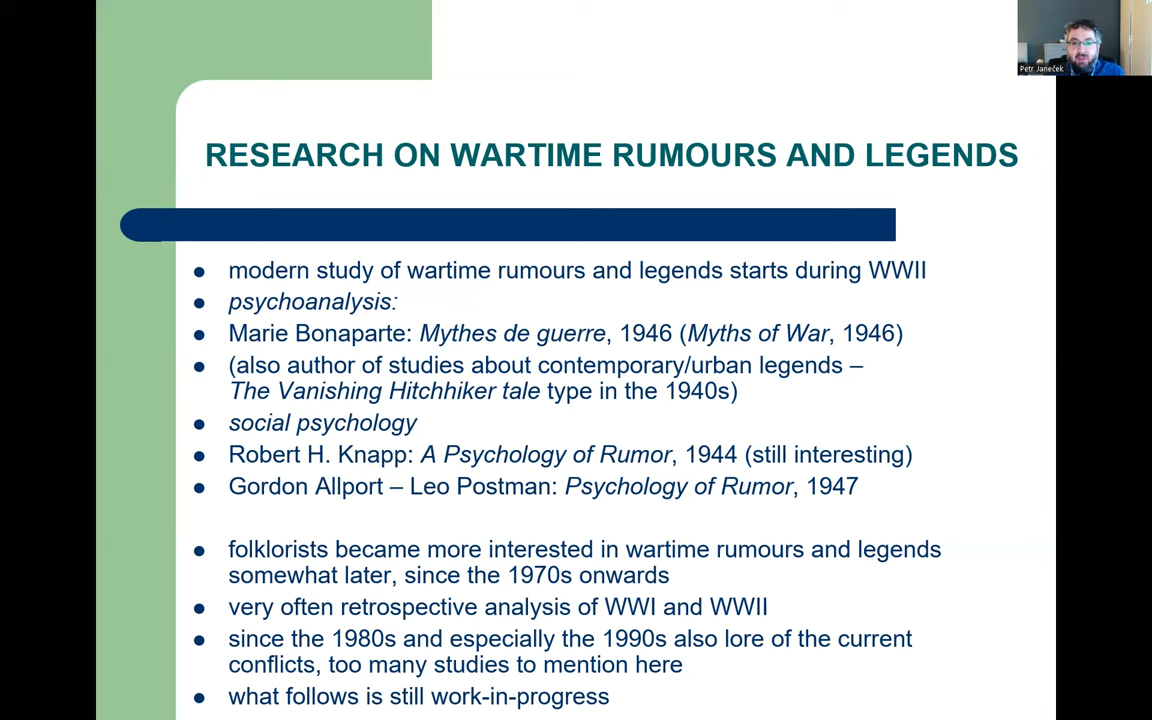 Petr Janeček
RESEARCH ON WARTIME RUMOURS AND LEGENDS
modern study of wartime rumours and legends starts during WWII
psychoanalysis:
Marie Bonaparte: Mythes de guerre, 1946 (Myths of War, 1946)
(also author of studies about contemporary/urban legends –
The Vanishing Hitchhiker tale type in the 1940s)
social psychology
Robert H. Knapp: A Psychology of Rumor, 1944 (still interesting)
Gordon Allport – Leo Postman: Psychology of Rumor, 1947
folklorists became more interested in wartime rumours and legends
somewhat later, since the 1970s onwards
very often retrospective analysis of WWI and WWII
since the 1980s and especially the 1990s also lore of the current
conflicts, too many studies to mention here
what follows is still work-in-progress